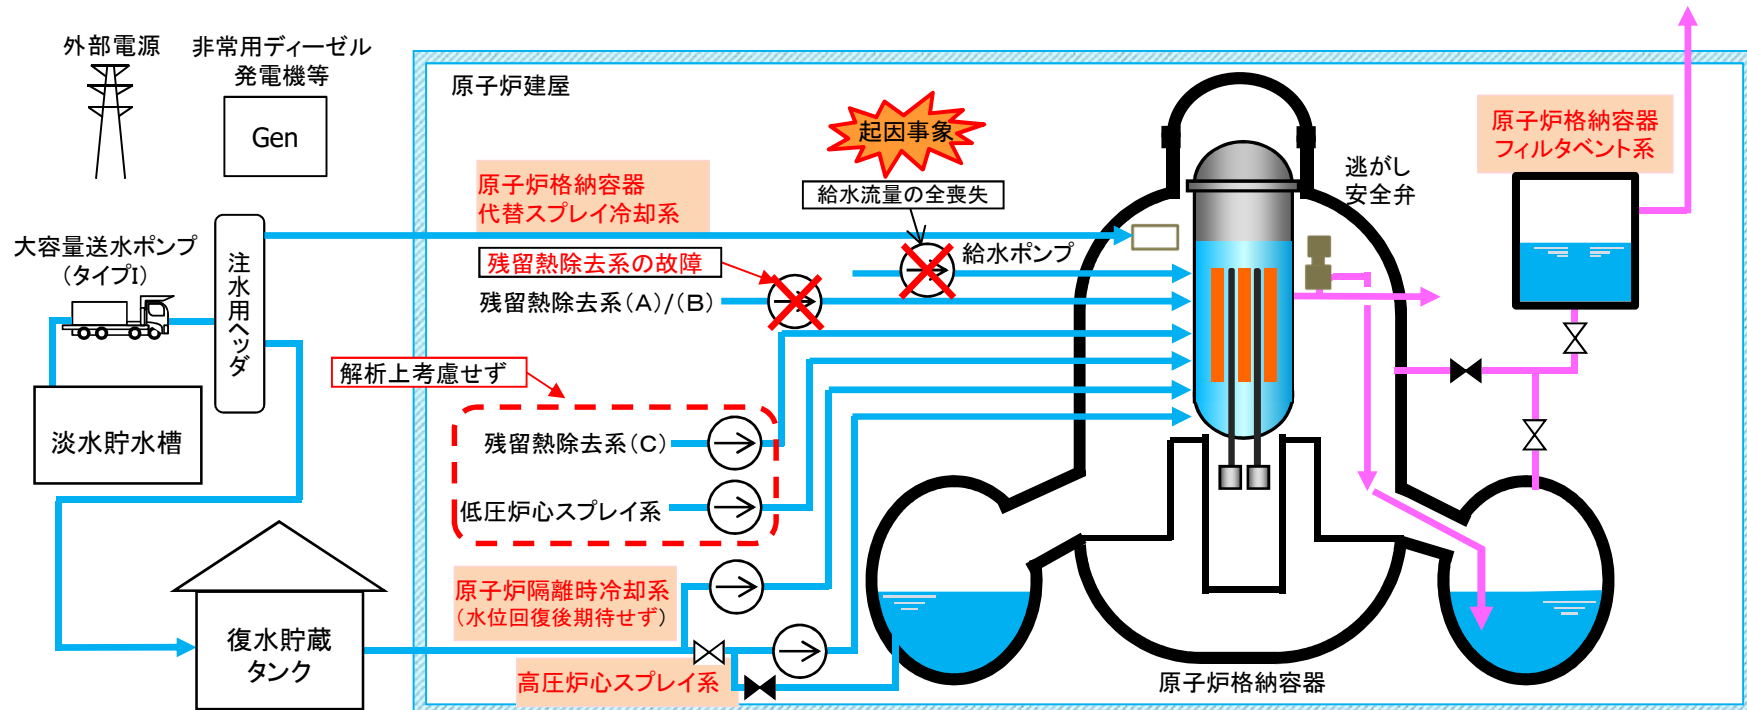 外部電源
非常用ディーゼル
発電機等
Gen
原子炉建屋
起因事象
給水流量の全喪失
原子炉格納容器
代替スプレイ冷却系
残留熱除去系の故障
給水ポンプ
残留熱除去系(A)/(B)
逃がし
安全弁
原子炉格納容器
フィルタベント系
大容量送水ポンプ
(タイプI)
注水用ヘッダ
解析上考慮せず
淡水貯水槽
残留熱除去系(C)
低圧炉心スプレイ系
原子炉隔離時冷却系
(水位回復後期待せず)
復水貯蔵
タンク
高圧炉心スプレイ系
原子炉格納容器